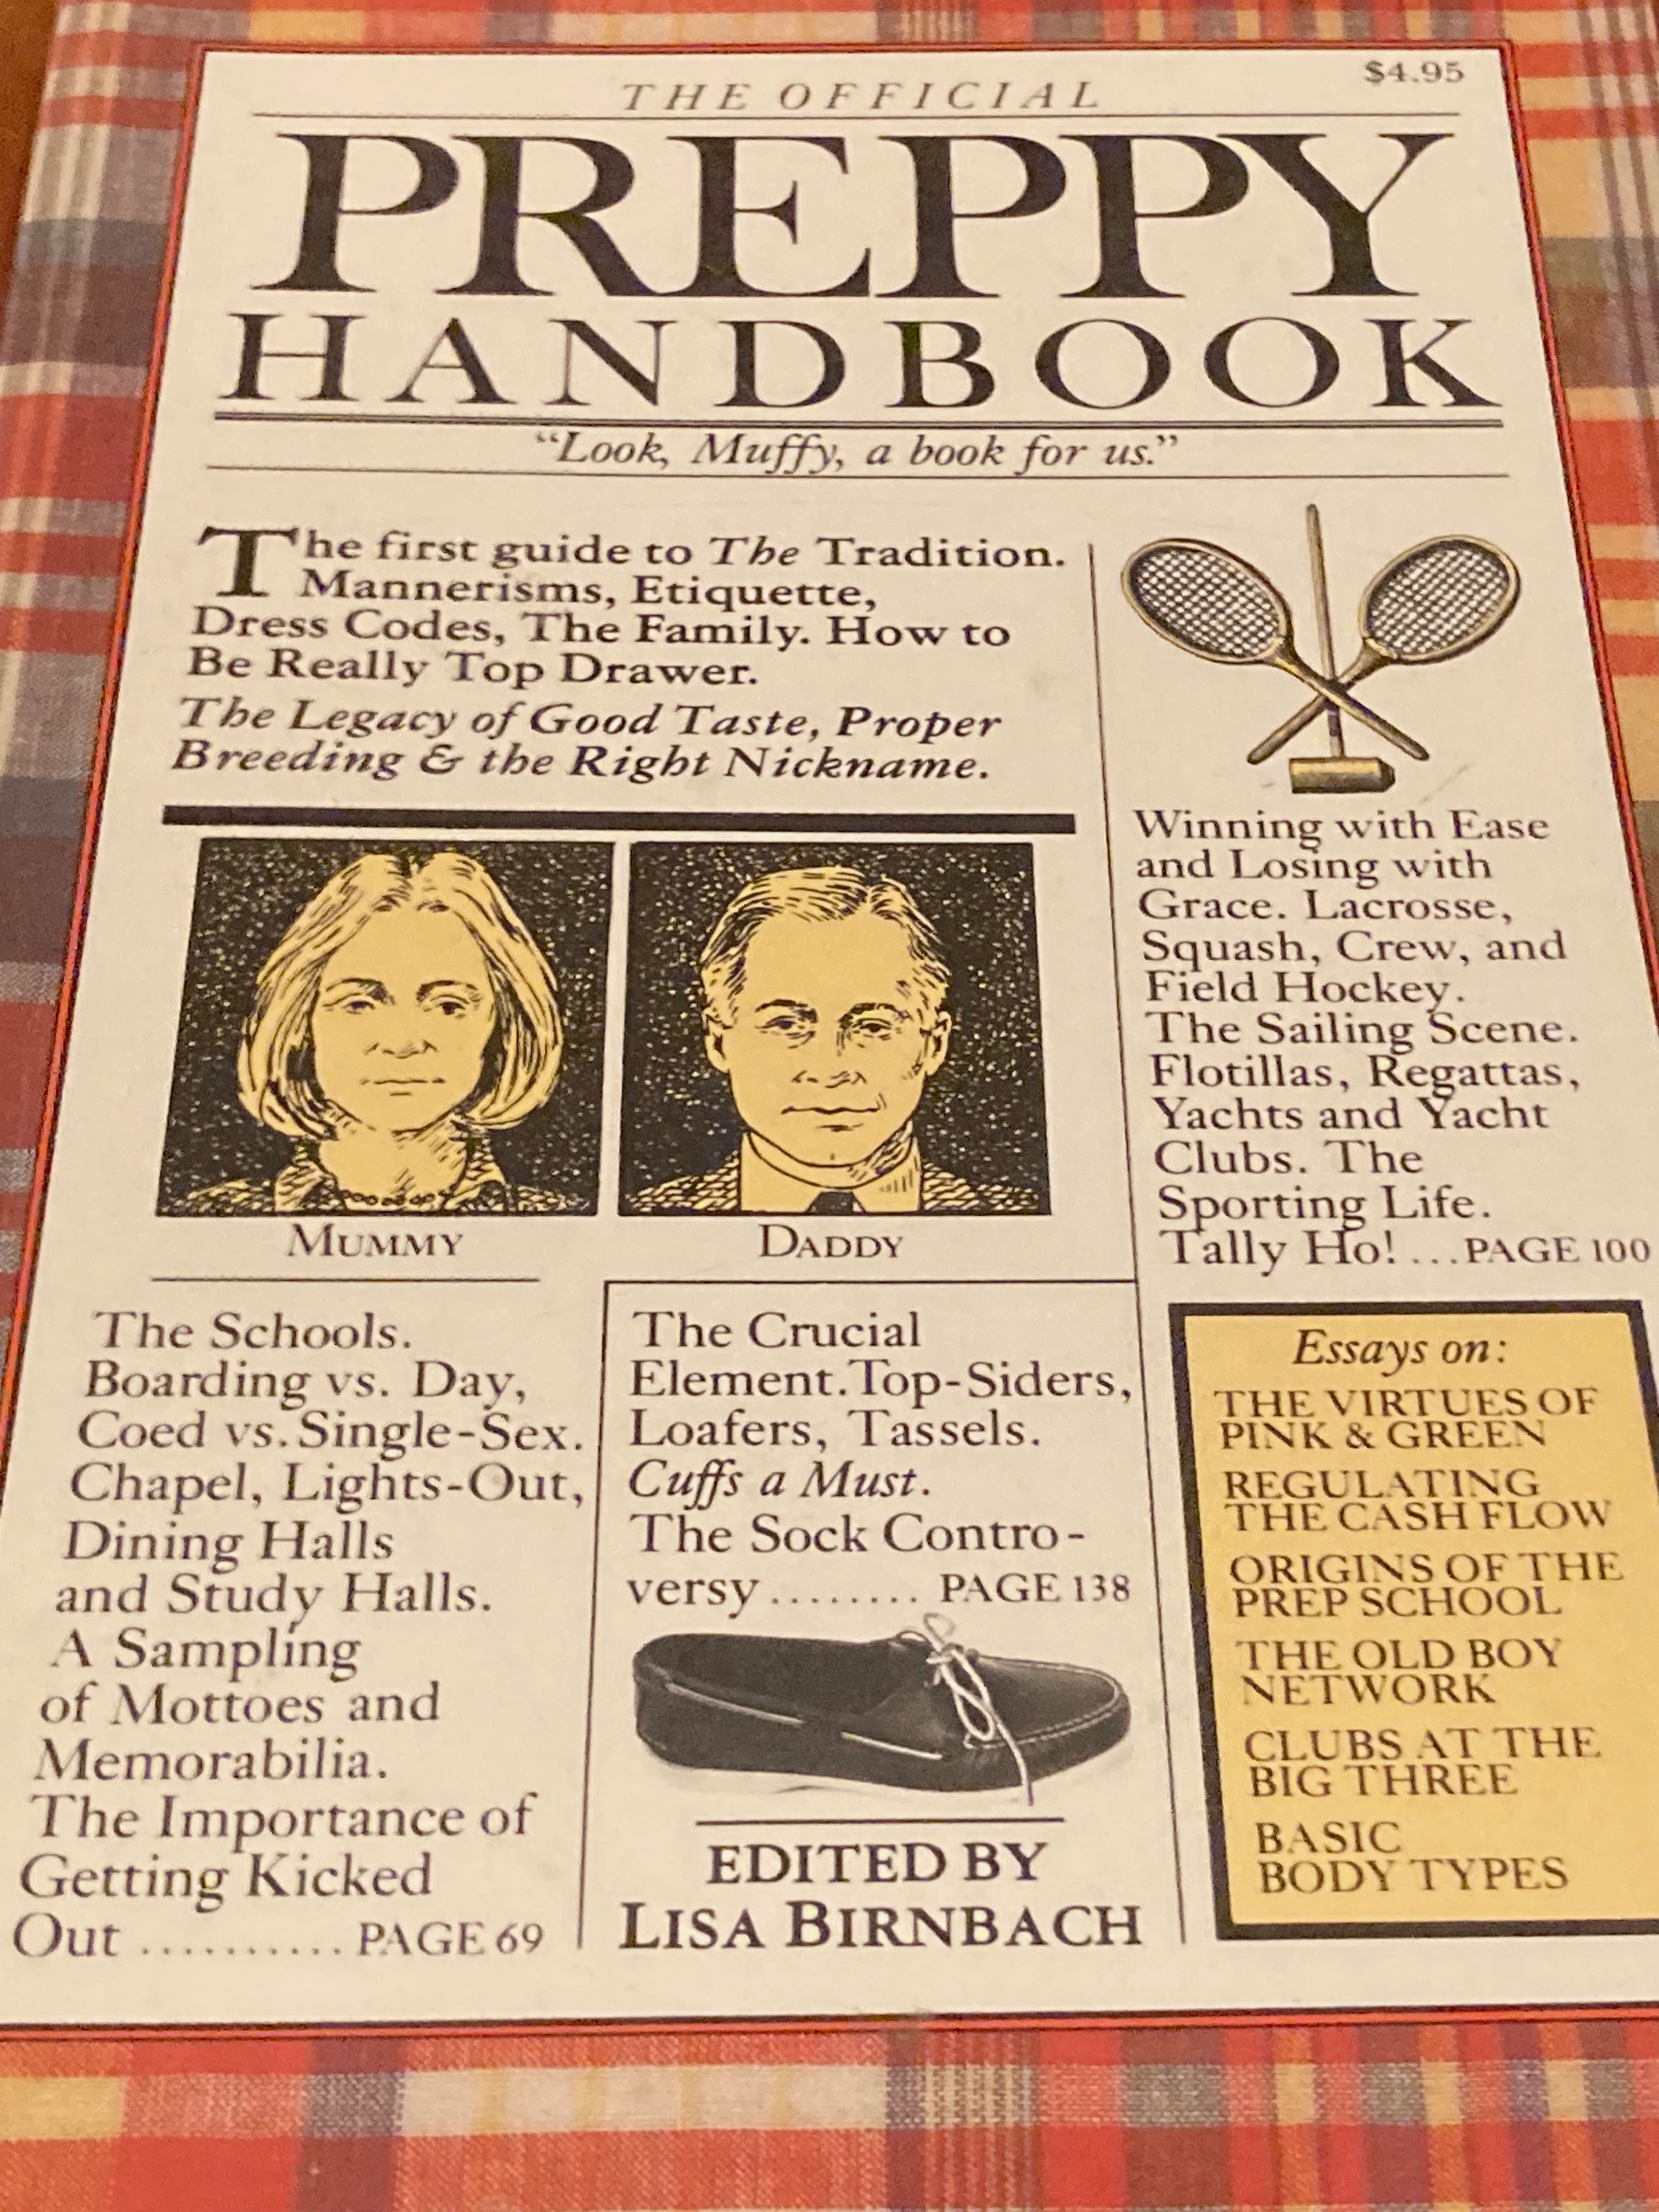 $4.95
THE OFFICIAL
PREPPY
HANDBOOK
“Look, Muffy, a book for us.”
The first guide to The Tradition.
Mannerisms, Etiquette,
Dress Codes, The Family. How to
Be Really Top Drawer.
The Legacy of Good Taste, Proper
Breeding & the Right Nickname.
MUMMY
DADDY
Winning with Ease
and Losing with
Grace. Lacrosse,
Squash, Crew, and
Field Hockey.
The Sailing Scene.
Flotillas, Regattas,
Yachts and Yacht
Clubs. The
Sporting Life.
Tally Ho! ...PAGE 100
The Schools.
Boarding vs. Day,
Coed vs. Single-Sex.
Chapel, Lights-Out,
Dining Halls
and Study Halls.
A Sampling
of Mottoes and
Memorabilia.
The Importance of
Getting Kicked
Out .......... PAGE 69
The Crucial
Element. Top-Siders,
Loafers, Tassels.
Cuffs a Must.
The Sock Contro-
versy ........ PAGE 138
EDITED BY
LISA BIRNBACH
Essays on:
THE VIRTUES OF
PINK & GREEN
REGULATING
THE CASH FLOW
ORIGINS OF THE
PREP SCHOOL
THE OLD BOY
NETWORK
CLUBS AT THE
BIG THREE
BASIC
BODY TYPES